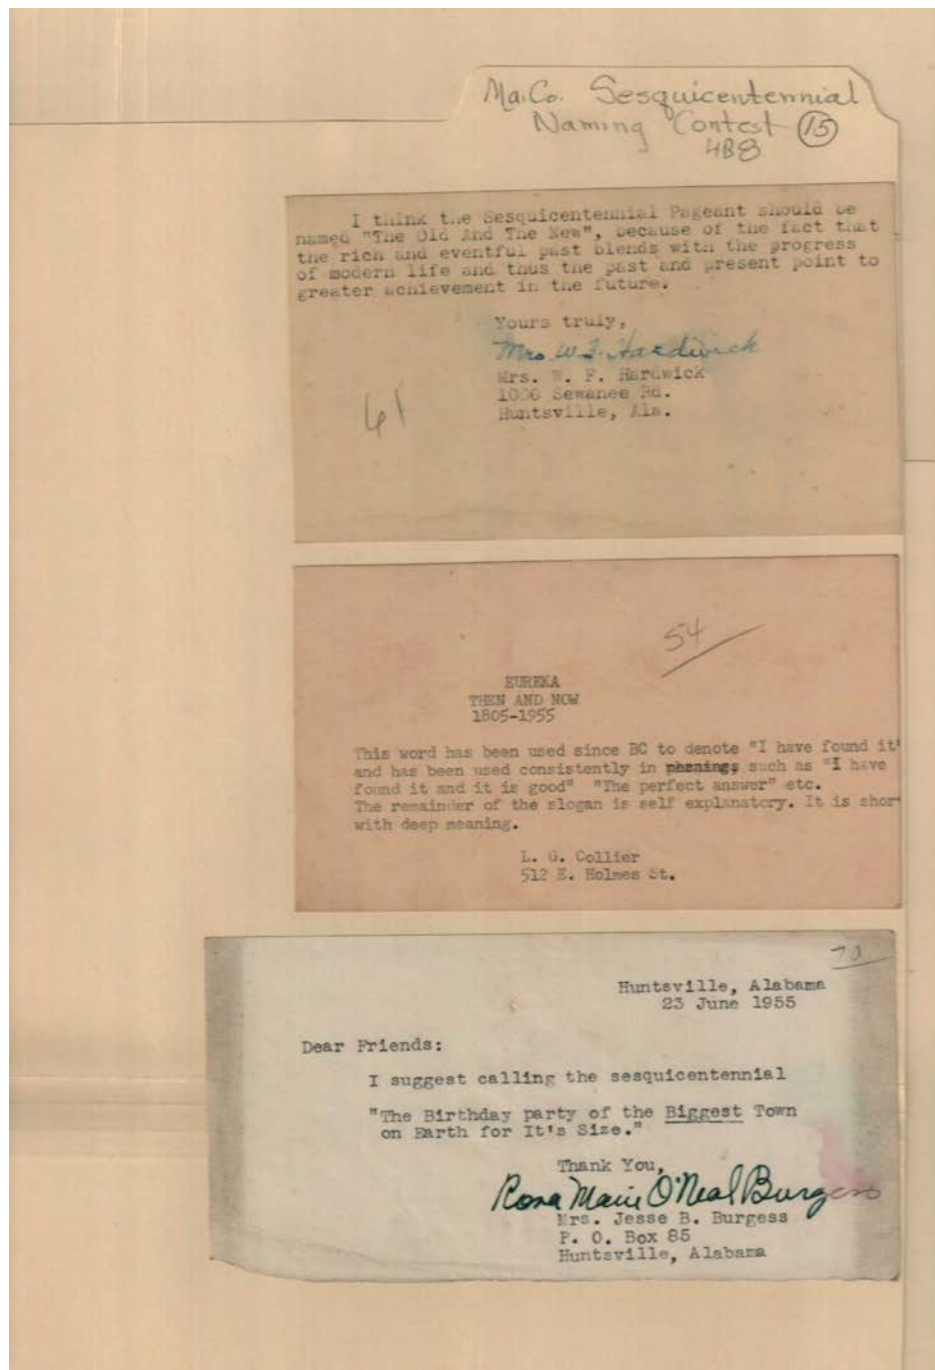 Ma.Co. Sesquicentennial
Naming Contest 15
4B8
I think the Sesquicentennial Pageant should be
named "The Old And The New", because of the fact that
the rich and eventful past blends with the progress
of modern life and thus the past and present point to
greater achievement in the future.
Yours truly,
Mrs W. F. Hardwick
Mrs. W. F. Hardwick
Sewanee Rd.
Huntsville, Ala.
61
54
EUREKA
THEN AND NOW
1805-1955
This word has been used since BC to denote "I have found it"
and has been used consistently in such as "I have
found it and it is good" "The perfect answer" etc.
The remainder of the slogan is self explanatory. It is shor
with deep meaning.
L. G. Collier
512 E. Holmes St.
70
Huntsville, Alabama
23 June 1955
Dear Friends:
I suggest calling the sesquicentennial
"The Birthday party of the Biggest Town
on Earth for It's Size."
Thank You,
Rosa Marie O'Neal Burgess
Mrs. Jesse B. Burgess
P. O. Box 85
Huntsville, Alabama